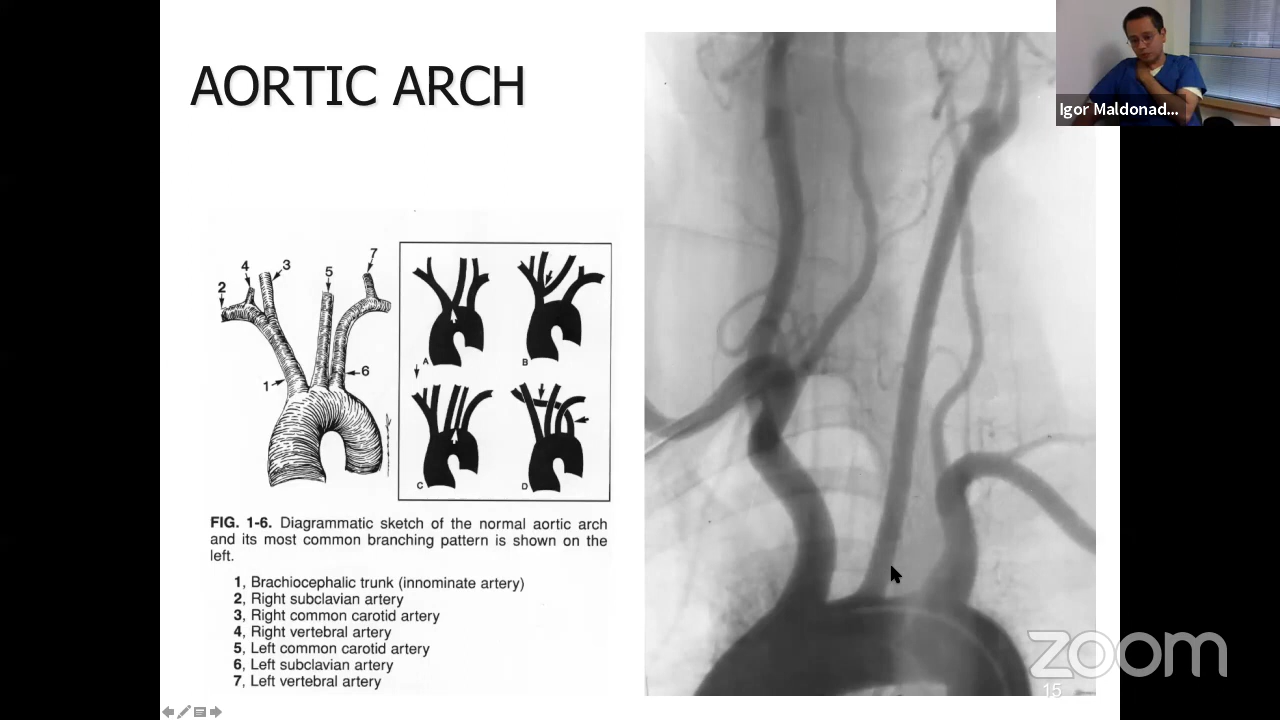 AORTIC ARCH
Igor Maldonad...
7
4
3
5
2
1
6
A
B
C
D
FIG. 1-6. Diagrammatic sketch of the normal aortic arch
and its most common branching pattern is shown on the
left.
1, Brachiocephalic trunk (innominate artery)
2, Right subclavian artery
3, Right common carotid artery
4, Right vertebral artery
5, Left common carotid artery
6, Left subclavian artery
7, Left vertebral artery
zoom
15